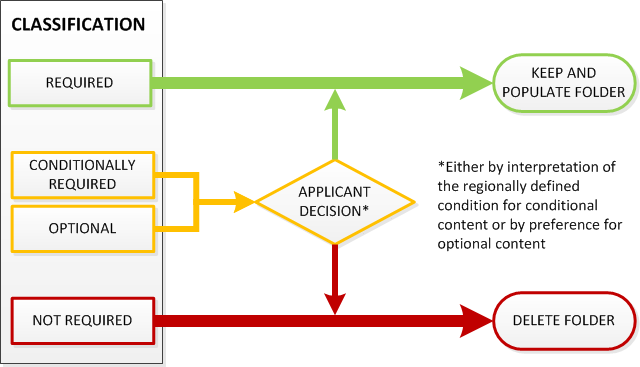 CLASSIFICATION
REQUIRED
KEEP AND
POPULATE FOLDER
CONDITIONALLY
REQUIRED
OPTIONAL
APPLICANT
DECISION*
*Either by interpretation of
the regionally defined
condition for conditional
content or by preference for
optional content
NOT REQUIRED
DELETE FOLDER